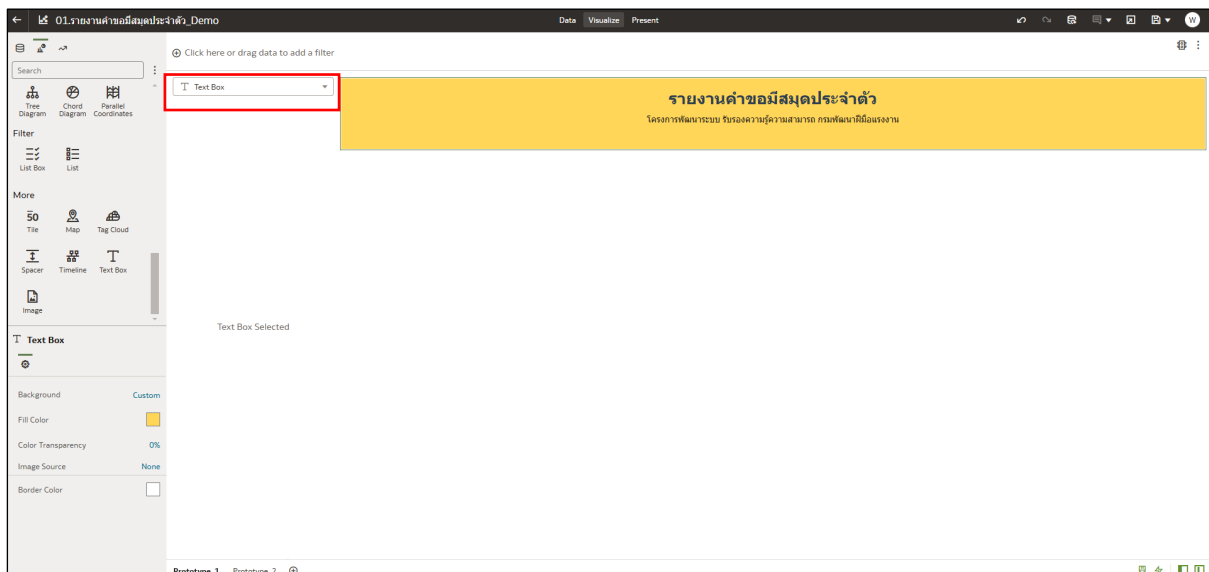 01.รายงานคำขอมีสมุดประจำตัว_Demo
Data Visualize Present
W
Click here or drag data to add a filter
Search
Tree Diagram
Chord Diagram
Parallel Coordinates
Filter
List Box
List
More
50
Tile
Map
Tag Cloud
Spacer
Timeline
T
Text Box
Image
T Text Box
Background Custom
Fill Color
Color Transparency 0%
Image Source None
Border Color
T Text Box
รายงานคำขอมีสมุดประจำตัว
โครงการพัฒนาระบบ รับรองความรู้ความสามารถ กรมพัฒนาฝีมือแรงงาน
Text Box Selected
Prototype 1 Prototype 2